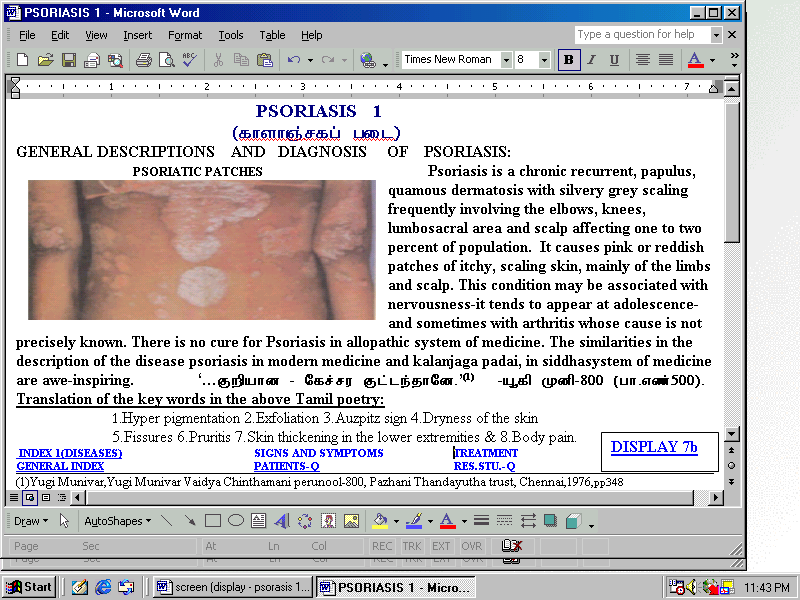 PSORIASIS 1 - Microsoft Word
File Edit View Insert Format Tools Table Help
Type a question for help
Times New Roman 8 B I U A
1 2 3 4 5 6 7
PSORIASIS 1
(காளாஞ்சகப் படை)
GENERAL DESCRIPTIONS AND DIAGNOSIS OF PSORIASIS:
PSORIATIC PATCHES
Psoriasis is a chronic recurrent, papulus,
quamous dermatosis with silvery grey scaling
frequently involving the elbows, knees,
lumbosacral area and scalp affecting one to two
percent of population. It causes pink or reddish
patches of itchy, scaling skin, mainly of the limbs
and scalp. This condition may be associated with
nervousness-it tends to appear at adolescence-
and sometimes with arthritis whose cause is not
precisely known. There is no cure for Psoriasis in allopathic system of medicine. The similarities in the
description of the disease psoriasis in modern medicine and kalanjaga padai, in siddhasystem of medicine
are awe-inspiring. ‘...குறியான - கேச்சர குட்டந்தானே.’(1) -யூகி முனி-800 (பா.எண்500).
Translation of the key words in the above Tamil poetry:
1.Hyper pigmentation 2.Exfoliation 3.Auzpitz sign 4.Dryness of the skin
5.Fissures 6.Pruritis 7.Skin thickening in the lower extremities & 8.Body pain.
INDEX 1(DISEASES) SIGNS AND SYMPTOMS TREATMENT
GENERAL INDEX PATIENTS-Q RES.STU.-Q
DISPLAY 7b
(1)Yugi Munivar,Yugi Munivar Vaidya Chinthamani perunool-800, Pazhani Thandayutha trust, Chennai,1976,pp348
Draw AutoShapes
Page Sec At Ln Col REC TRK EXT OVR
Start screen (display - psorasis 1... PSORIASIS 1 - Micro... 11:43 PM